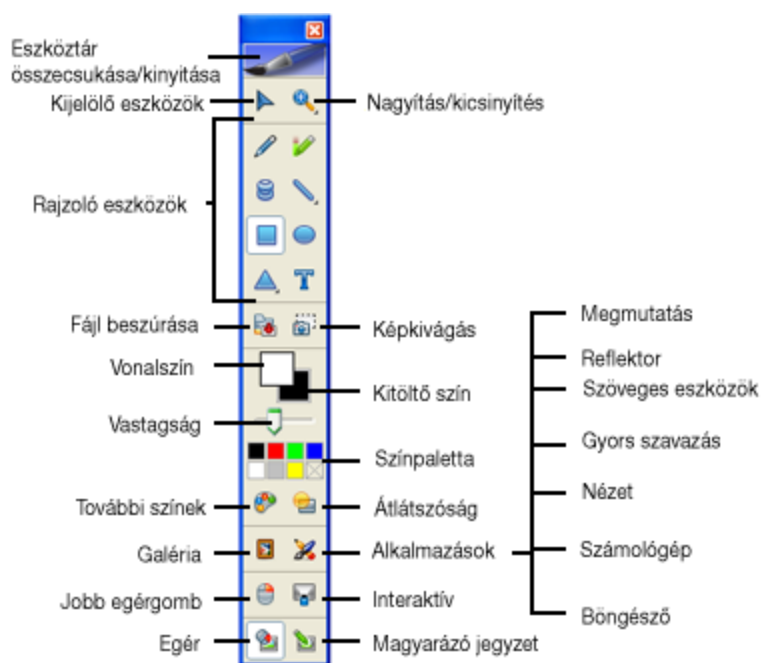 Eszköztár
összecsukása/kinyitása
Kijelölő eszközök
Nagyítás/kicsinyítés
Rajzoló eszközök
Fájl beszúrása
Képkivágás
Vonalszín
Kitöltő szín
Vastagság
Színpaletta
További színek
Átlátszóság
Galéria
Alkalmazások
Jobb egérgomb
Interaktív
Egér
Magyarázó jegyzet
Megmutatás
Reflektor
Szöveges eszközök
Gyors szavazás
Nézet
Számológép
Böngésző